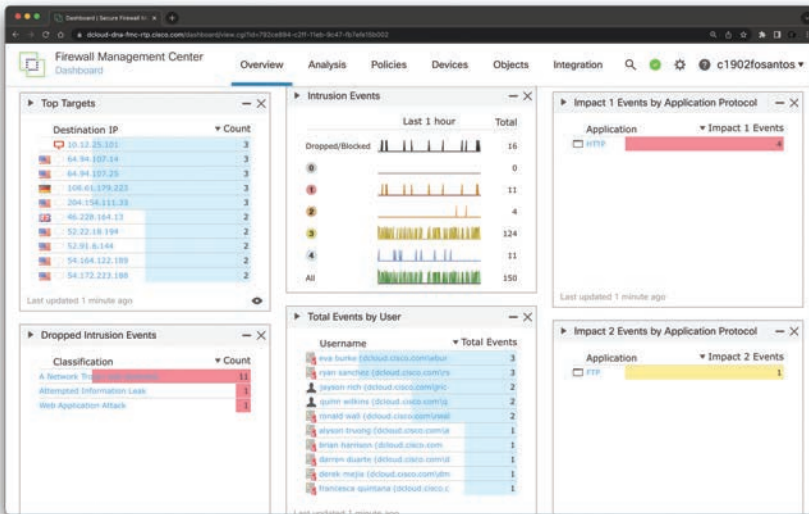 Dashboard | Secure Firewall
dcloud-dna-fmc-rtp.cisco.com/dashboard/view.cgi?id=
Firewall Management Center
Dashboard
Overview
Analysis
Policies
Devices
Objects
Integration
c1902fosantos
Top Targets
Destination IP Count
10.12.25.101 3
64.94.107.14 3
64.94.107.25 3
108.61.179.223 3
204.154.111.33 3
46.228.164.13 2
52.22.18.194 2
52.91.6.144 2
54.164.122.189 2
54.172.223.188 2
Last updated 1 minute ago
Intrusion Events
Last 1 hour Total
Dropped/Blocked 16
0 0
1 11
2 4
3 124
4 11
All 150
Impact 1 Events by Application Protocol
Application Impact 1 Events
HTTP 4
Last updated 1 minute ago
Dropped Intrusion Events
Classification Count
A Network 11
Attempted Information Leak 1
Web Application Attack 1
Total Events by User
Username Total Events
eva burke (dcloud.cisco.com\ebur 3
ryan sanchez (dcloud.cisco.com\rs 3
jayson rich (dcloud.cisco.com\jric 2
quinn wilkins (dcloud.cisco.com\q 2
ronald wall (dcloud.cisco.com\ 2
alyson truong (dcloud.cisco.com\a 1
brian harrison (dcloud.cisco.com 1
darren duarte (dcloud.cisco.com\d 1
derek mejia (dcloud.cisco.com\dm 1
francesca quintana (dcloud.cisco.c 1
Last updated 1 minute ago
Impact 2 Events by Application Protocol
Application Impact 2 Events
FTP 1